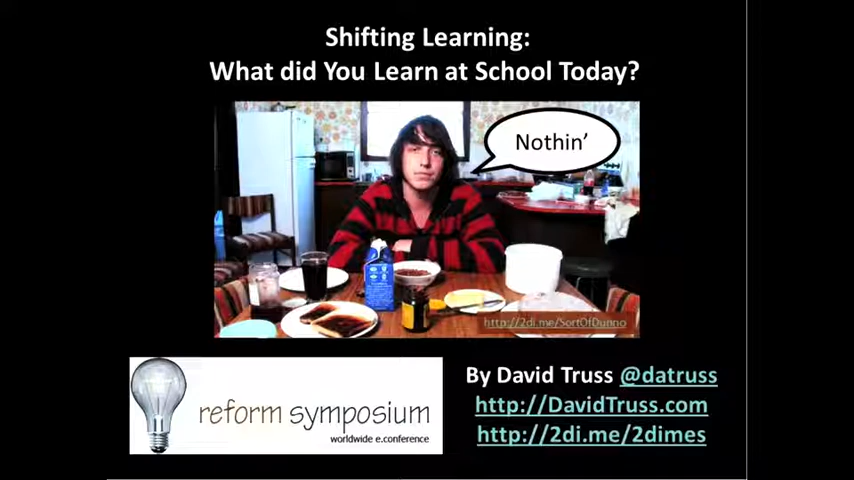 Shifting Learning:
What did You Learn at School Today?
Nothin'
http://2di.me/SortOfDunno
reform symposium
worldwide e.conference
By David Truss @datruss
http://DavidTruss.com
http://2di.me/2dimes